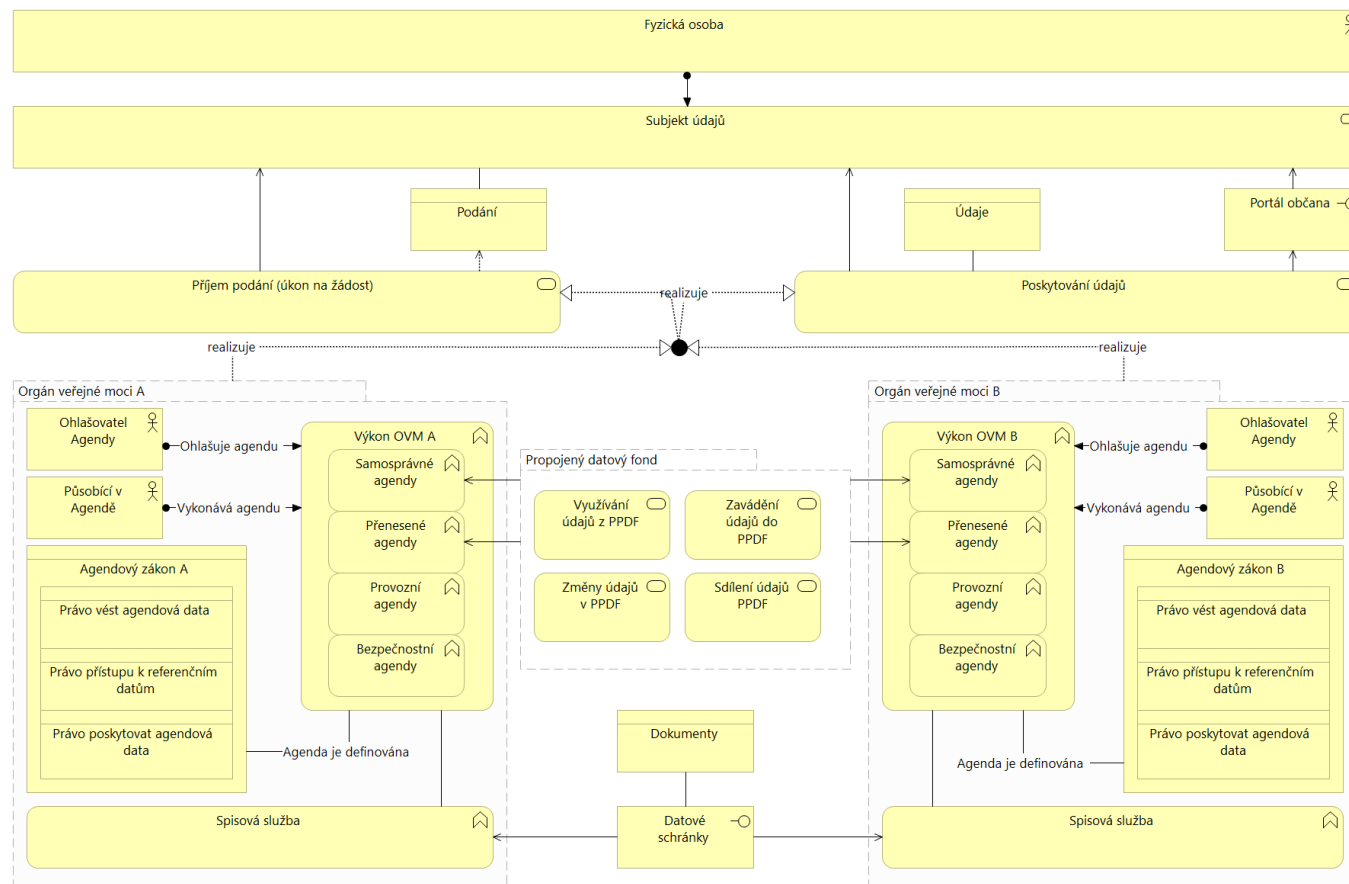 Fyzická osoba
Subjekt údajů
Podání
Údaje
Portál občana
Příjem podání (úkon na žádost)
realizuje
Poskytování údajů
realizuje
realizuje
Orgán veřejné moci A
Ohlašovatel
Agendy
Ohlašuje agendu
Působící v
Agendě
Vykonává agendu
Výkon OVM A
Samosprávné
agendy
Přenesené
agendy
Provozní
agendy
Bezpečnostní
agendy
Agendový zákon A
Právo vést agendová data
Právo přístupu k referenčním
datům
Právo poskytovat agendová
data
Agenda je definována
Spisová služba
Propojený datový fond
Využívání
údajů z PPDF
Zavádění
údajů do
PPDF
Změny údajů
v PPDF
Sdílení údajů
PPDF
Dokumenty
Datové
schránky
Orgán veřejné moci B
Výkon OVM B
Samosprávné
agendy
Přenesené
agendy
Provozní
agendy
Bezpečnostní
agendy
Ohlašuje agendu
Ohlašovatel
Agendy
Vykonává agendu
Působící v
Agendě
Agendový zákon B
Právo vést agendová data
Právo přístupu k referenčním
datům
Právo poskytovat agendová
data
Agenda je definována
Spisová služba